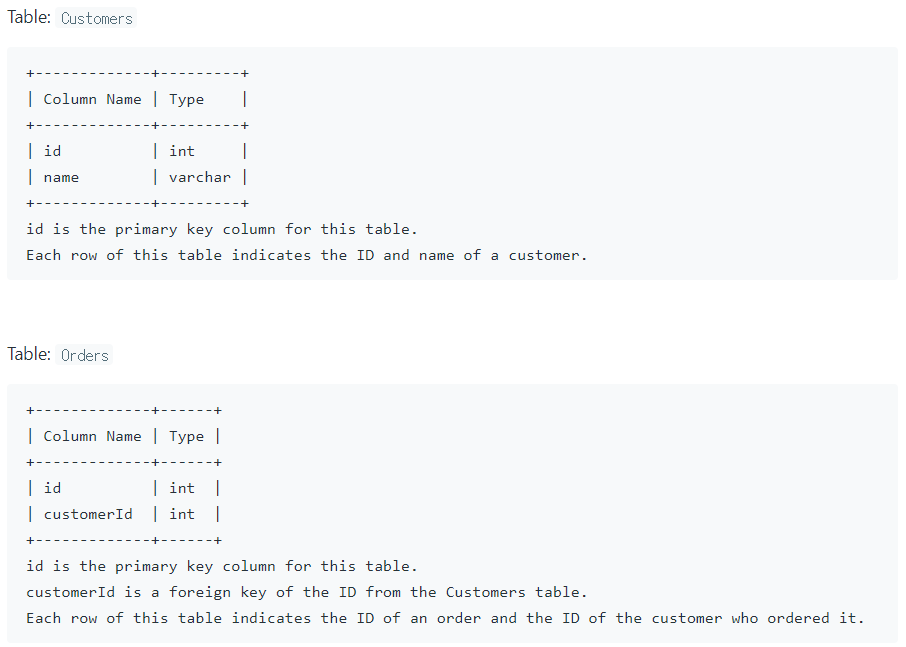 Table: Customers
+-------------+---------+
| Column Name | Type    |
+-------------+---------+
| id          | int     |
| name        | varchar |
+-------------+---------+
id is the primary key column for this table.
Each row of this table indicates the ID and name of a customer.
Table: Orders
+-------------+------+
| Column Name | Type |
+-------------+------+
| id          | int  |
| customerId  | int  |
+-------------+------+
id is the primary key column for this table.
customerId is a foreign key of the ID from the Customers table.
Each row of this table indicates the ID of an order and the ID of the customer who ordered it.